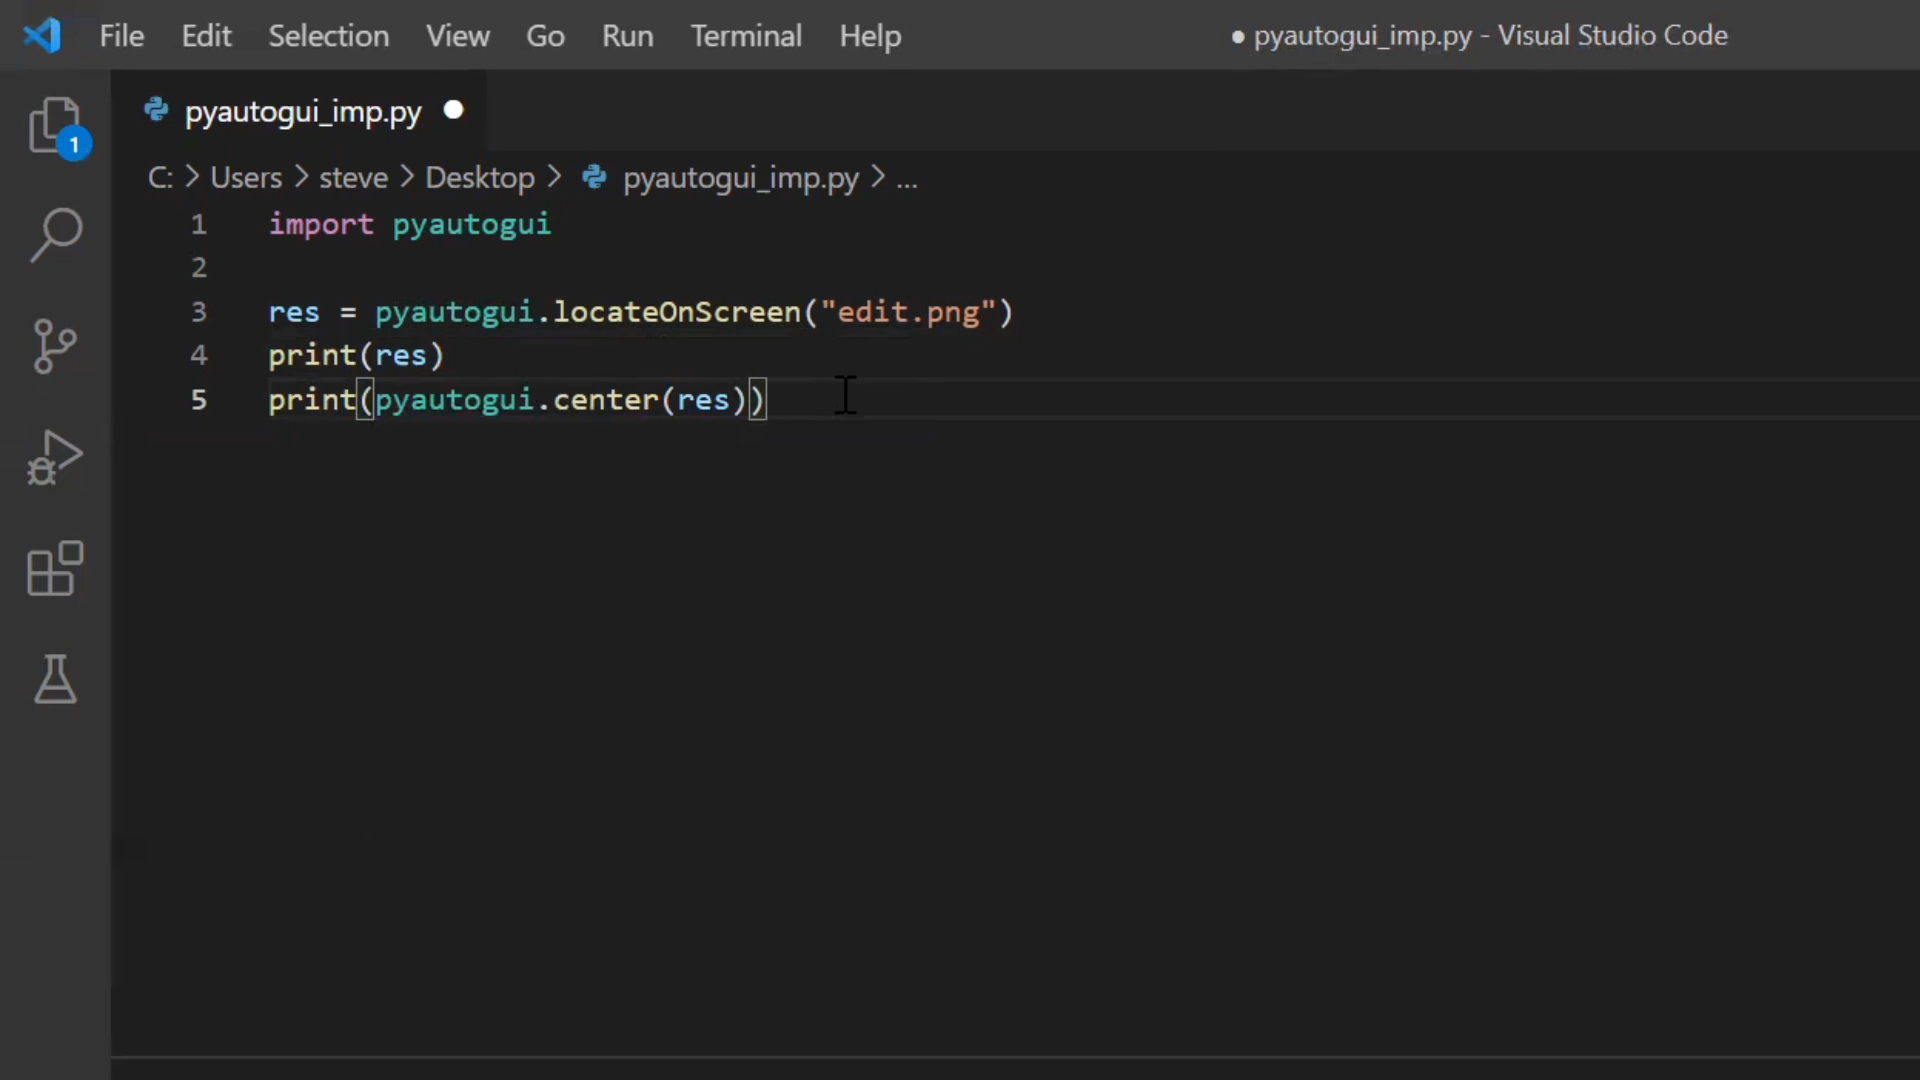 File Edit Selection View Go Run Terminal Help ● pyautogui_imp.py - Visual Studio Code
pyautogui_imp.py ●
1
C: > Users > steve > Desktop > pyautogui_imp.py > ...
1 import pyautogui
2
3 res = pyautogui.locateOnScreen("edit.png")
4 print(res)
5 print(pyautogui.center(res))